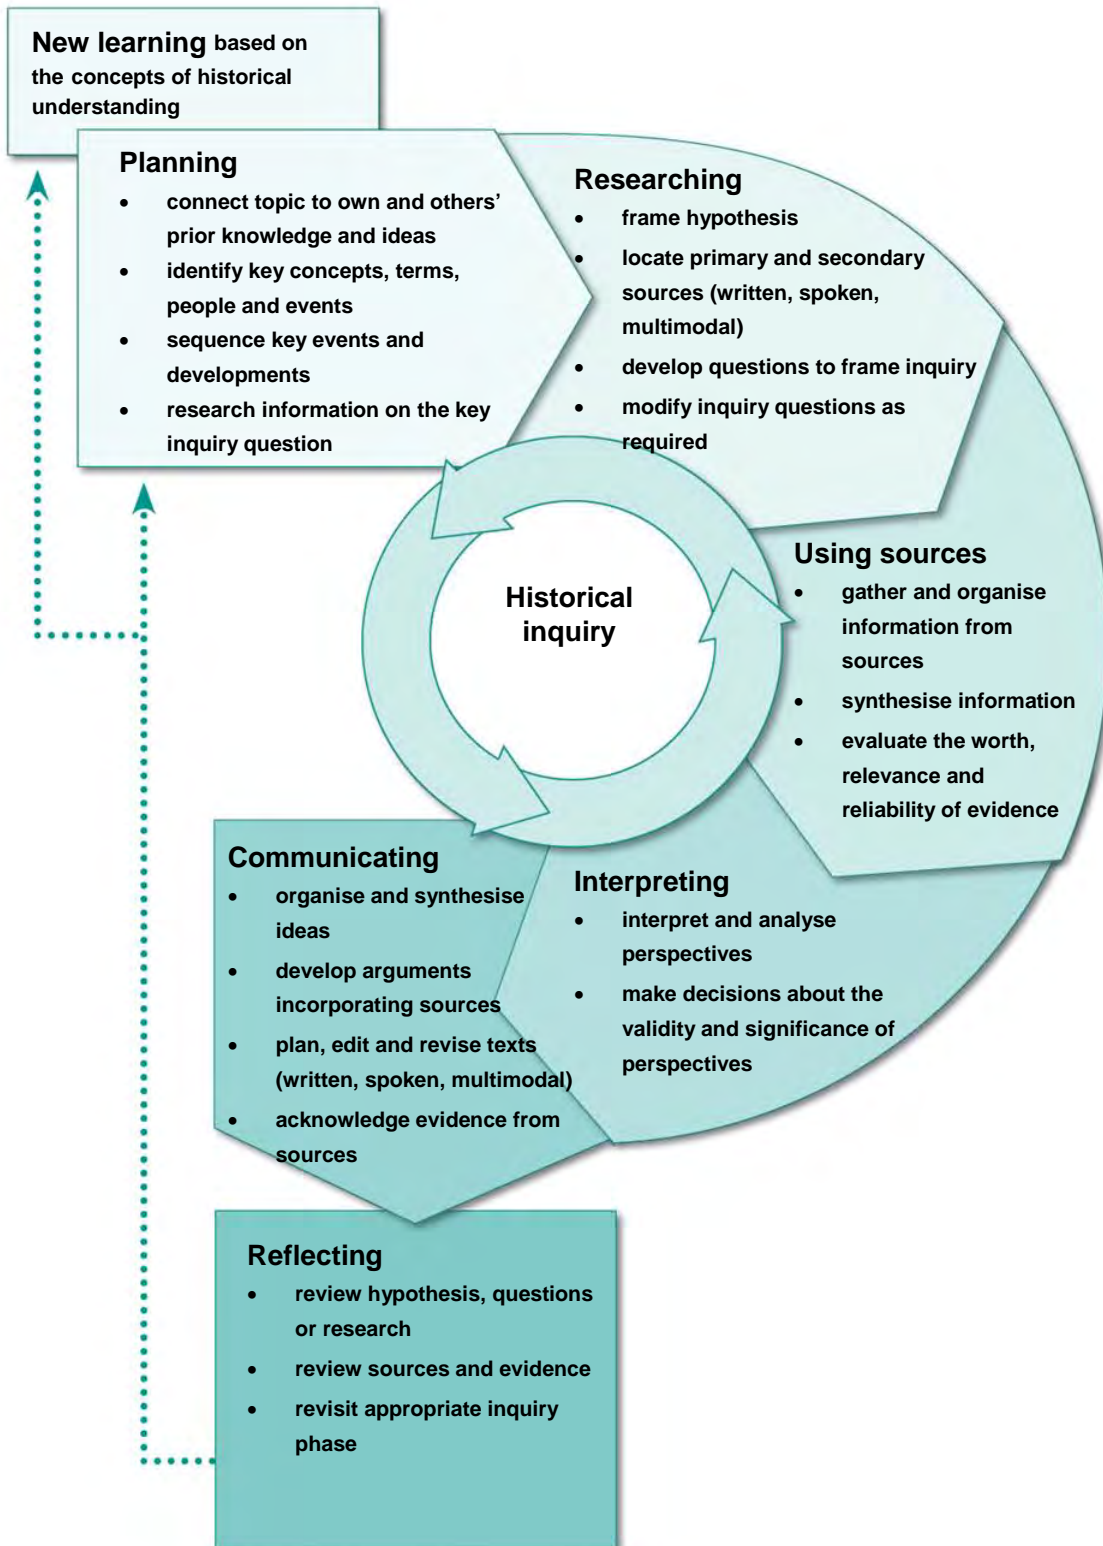 New learning based on
the concepts of historical
understanding
Planning
• connect topic to own and others’
prior knowledge and ideas
• identify key concepts, terms,
people and events
• sequence key events and
developments
• research information on the key
inquiry question
Researching
• frame hypothesis
• locate primary and secondary
sources (written, spoken,
multimodal)
• develop questions to frame inquiry
• modify inquiry questions as
required
Using sources
• gather and organise
information from
sources
• synthesise information
• evaluate the worth,
relevance and
reliability of evidence
Historical
inquiry
Interpreting
• interpret and analyse
perspectives
• make decisions about the
validity and significance of
perspectives
Communicating
• organise and synthesise
ideas
• develop arguments
incorporating sources
• plan, edit and revise texts
(written, spoken, multimodal)
• acknowledge evidence from
sources
Reflecting
• review hypothesis, questions
or research
• review sources and evidence
• revisit appropriate inquiry
phase